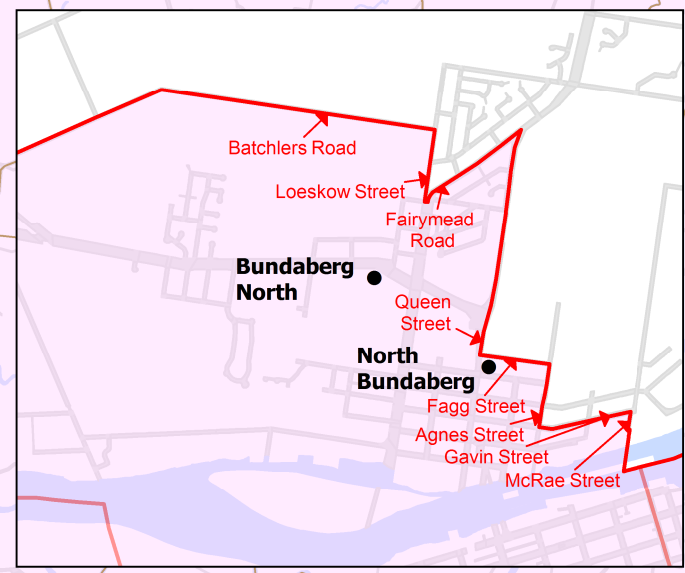 Batchlers Road
Loeskow Street
Fairymead
Road
Bundaberg
North
Queen
Street
North
Bundaberg
Fagg Street
Agnes Street
Gavin Street
McRae Street